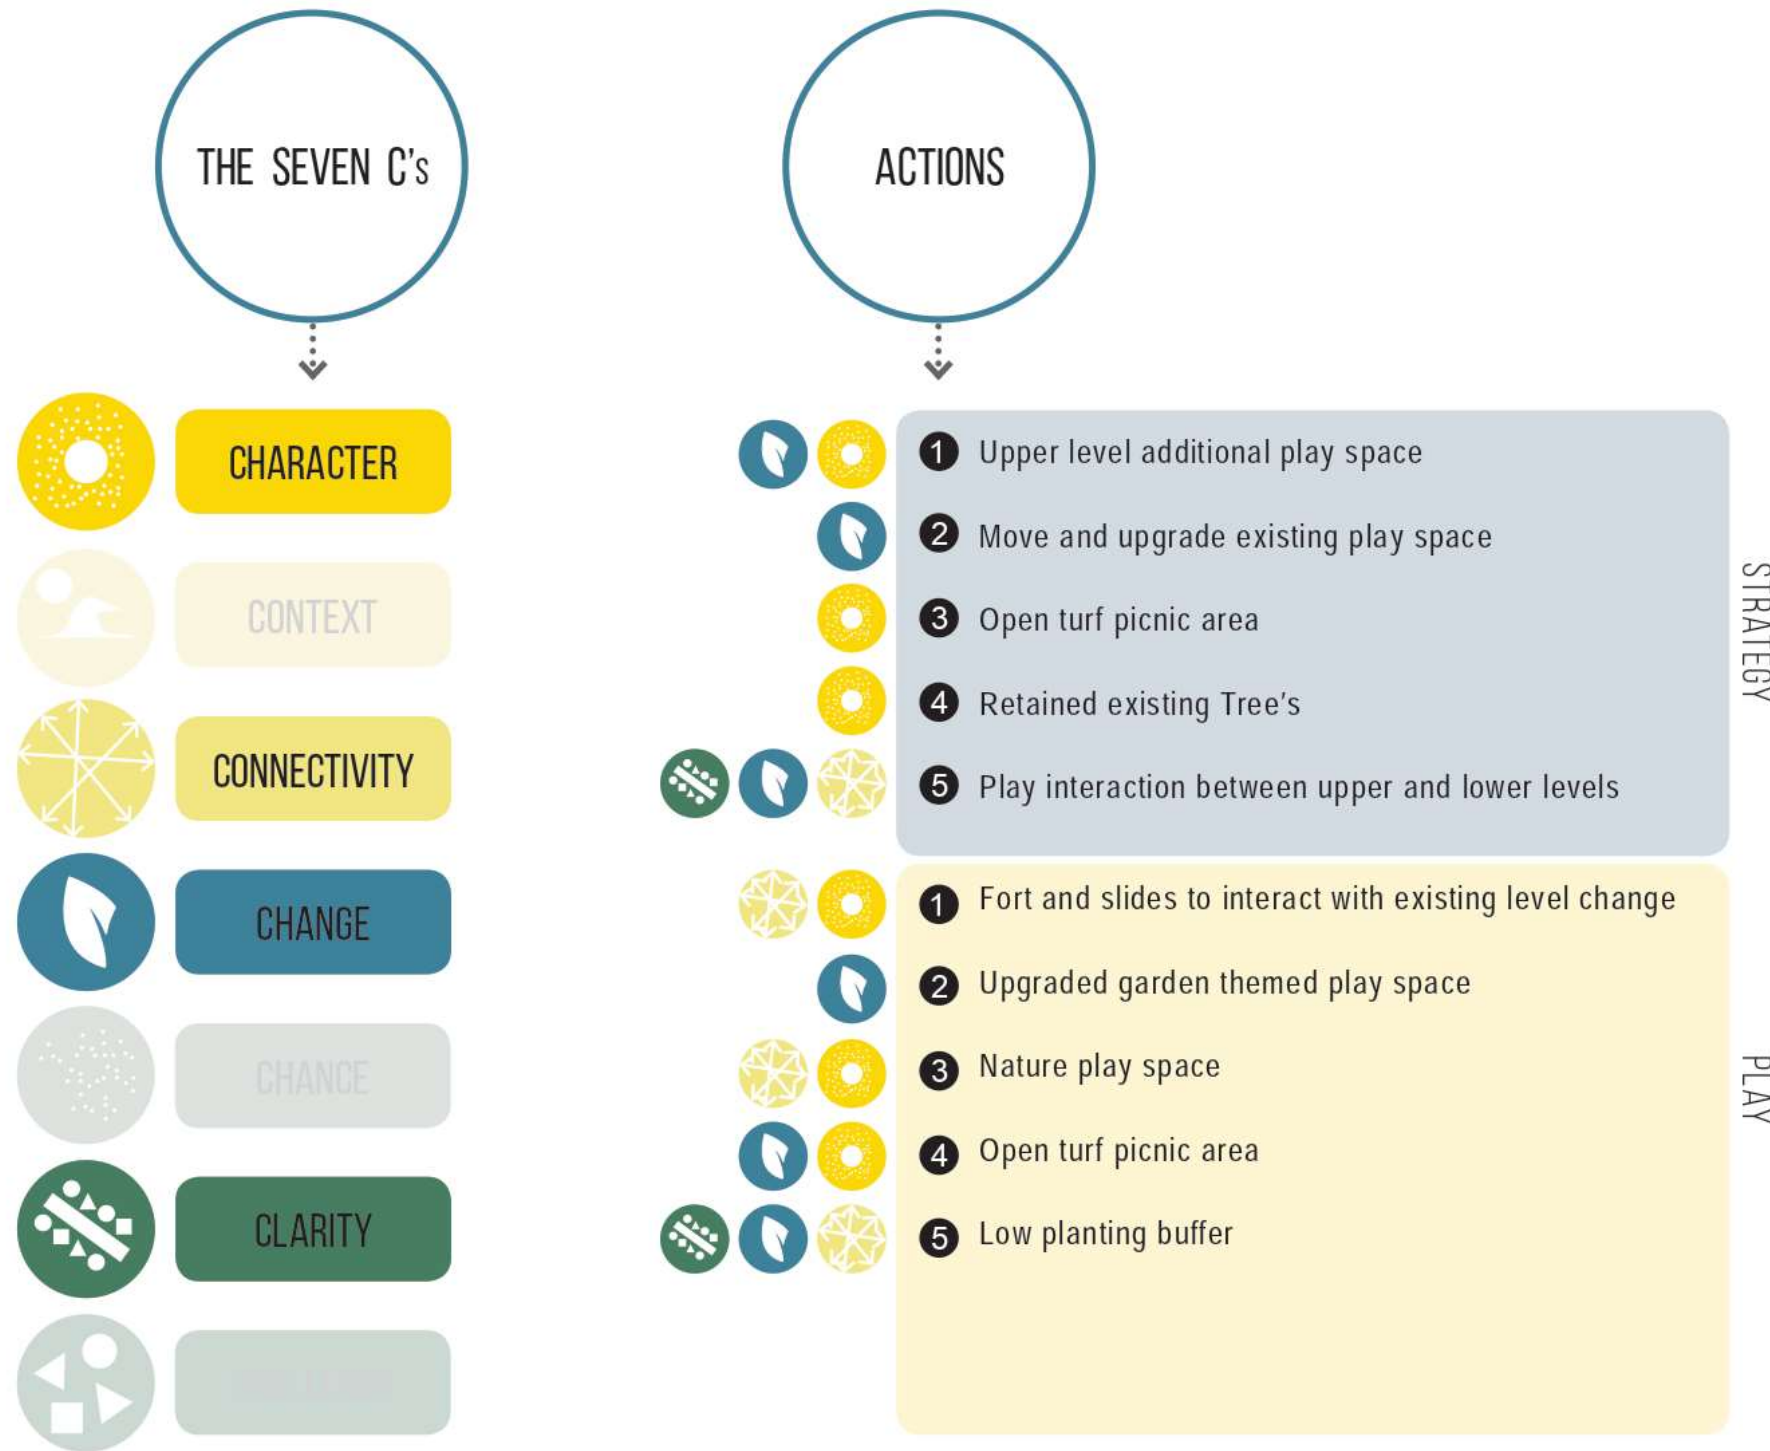 THE SEVEN C's
ACTIONS
CHARACTER
CONTEXT
CONNECTIVITY
CHANGE
CHANCE
CLARITY
1 Upper level additional play space
2 Move and upgrade existing play space
3 Open turf picnic area
4 Retained existing Tree's
5 Play interaction between upper and lower levels
STRATEGY
1 Fort and slides to interact with existing level change
2 Upgraded garden themed play space
3 Nature play space
4 Open turf picnic area
5 Low planting buffer
PLAY